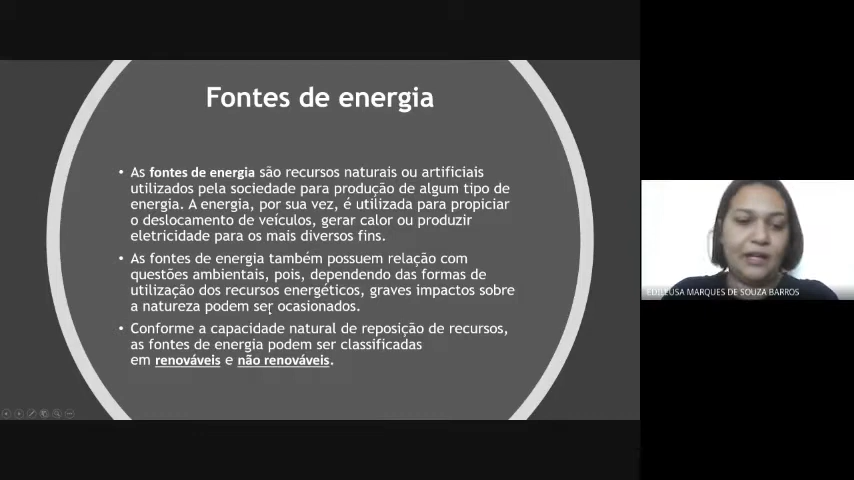 Fontes de energia
• As fontes de energia são recursos naturais ou artificiais
utilizados pela sociedade para produção de algum tipo de
energia. A energia, por sua vez, é utilizada para propiciar
o deslocamento de veículos, gerar calor ou produzir
eletricidade para os mais diversos fins.
• As fontes de energia também possuem relação com
questões ambientais, pois, dependendo das formas de
utilização dos recursos energéticos, graves impactos sobre
a natureza podem ser ocasionados.
• Conforme a capacidade natural de reposição de recursos,
as fontes de energia podem ser classificadas
em renováveis e não renováveis.
EDILEUSA MARQUES DE SOUZA BARROS